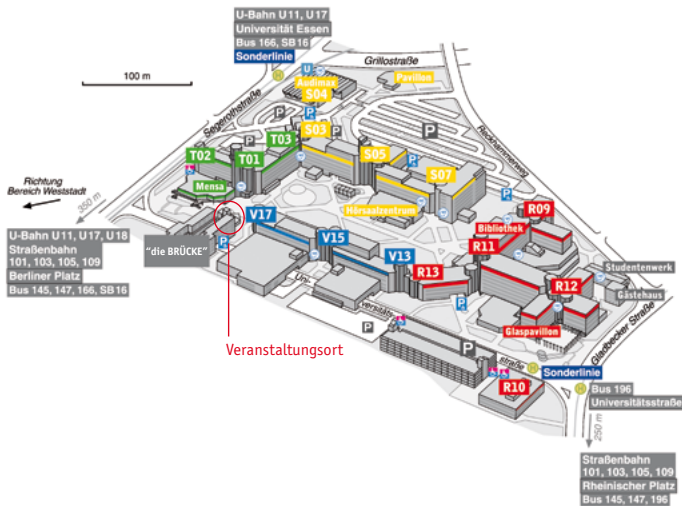 U-Bahn U11, U17
Universität Essen
Bus 166, SB16
Sonderlinie
H
100 m
Grillostraße
U
Pavillon
Audimax
S04
Segerothstraße
P
P
Reckhammerweg
T03
S03
P
P
T02
T01
S05
P
Richtung
Bereich Weststadt
350 m
Mensa
S07
P
Hörsaalzentrum
V17
R09
Bibliothek
U-Bahn U11, U17, U18
Straßenbahn
101, 103, 105, 109
Berliner Platz
Bus 145, 147, 166, SB16
"die BRÜCKE"
P
V15
R11
V13
R13
Studentenwerk
R12
Gästehaus
Uni-
versitäts-
straße
P
P
Glaspavillon
Gladbecker Straße
Veranstaltungsort
P
H
Sonderlinie
R10
H
Bus 196
Universitätsstraße
250 m
Straßenbahn
101, 103, 105, 109
Rheinischer Platz
Bus 145, 147, 196